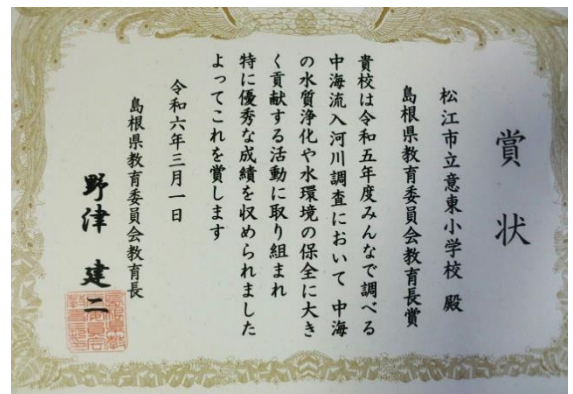 賞状
松江市立意東小学校 殿
島根県教育委員会教育長賞
貴校は令和五年度みんなで調べる
中海流入河川調査において 中海
の水質浄化や水環境の保全に大き
く貢献する活動に取り組まれ
特に優秀な成績を収められました
よってこれを賞します
令和六年三月一日
島根県教育委員会教育長
野津建二